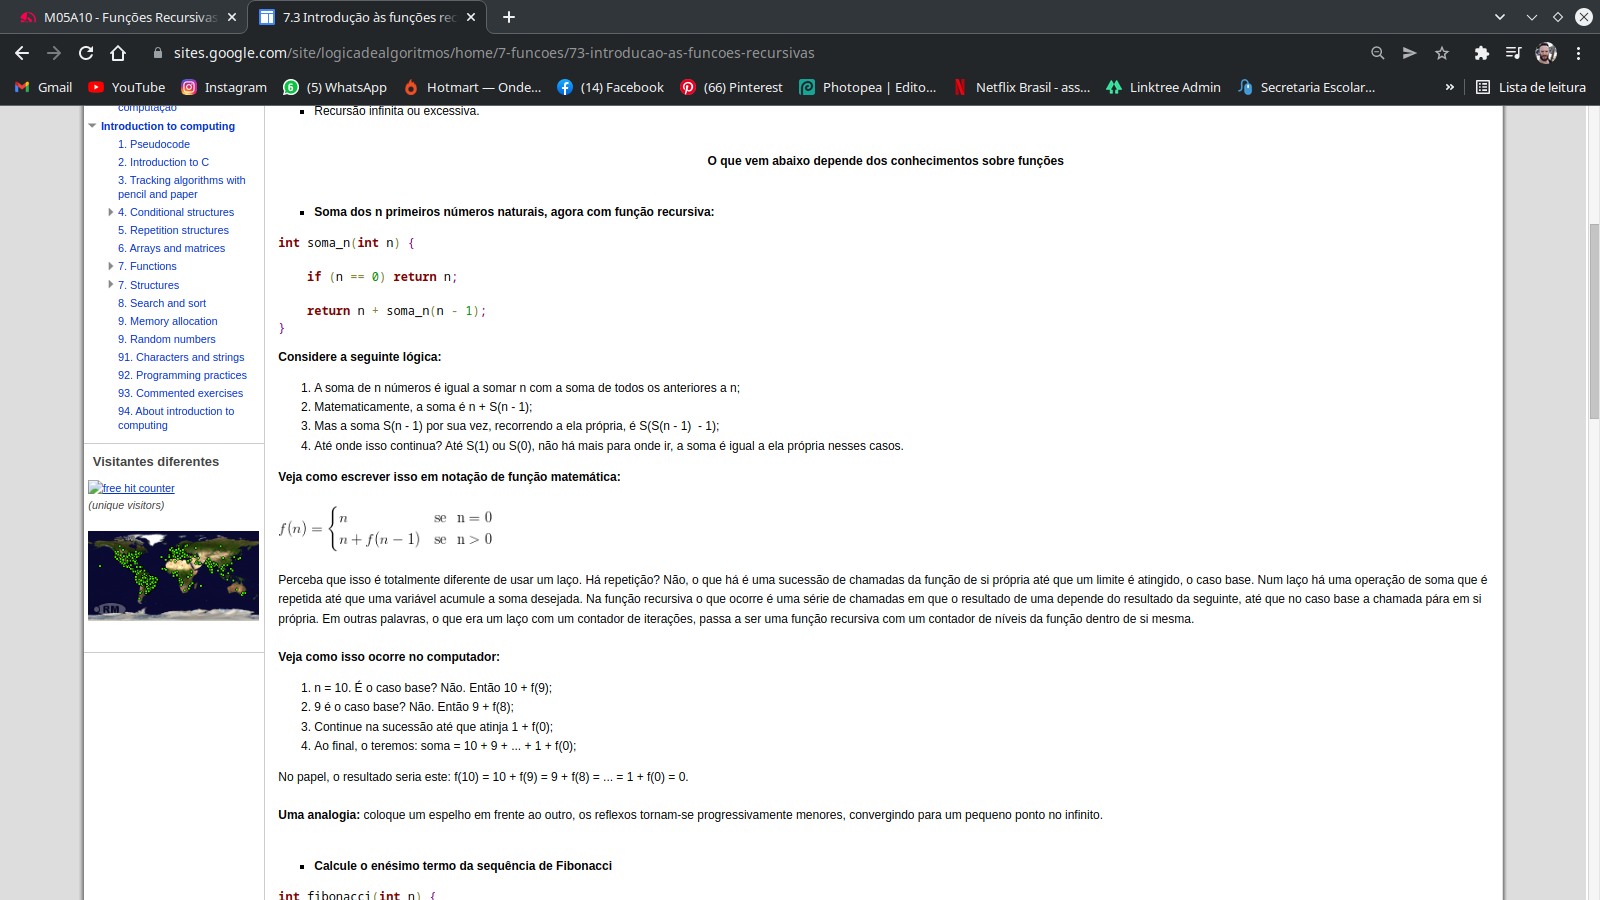 M05A10 - Funções Recursivas
7.3 Introdução às funções rec
sites.google.com/site/logicadealgoritmos/home/7-funcoes/73-introducao-as-funcoes-recursivas
Gmail
YouTube
Instagram
6
(5) WhatsApp
Hotmart — Onde...
(14) Facebook
(66) Pinterest
Photopea | Edito...
Netflix Brasil - ass...
Linktree Admin
Secretaria Escolar...
»
Lista de leitura
computação
Introduction to computing
1. Pseudocode
2. Introduction to C
3. Tracking algorithms with
pencil and paper
4. Conditional structures
5. Repetition structures
6. Arrays and matrices
7. Functions
7. Structures
8. Search and sort
9. Memory allocation
9. Random numbers
91. Characters and strings
92. Programming practices
93. Commented exercises
94. About introduction to
computing
Visitantes diferentes
free hit counter
(unique visitors)
RM
Recursão infinita ou excessiva.
O que vem abaixo depende dos conhecimentos sobre funções
Soma dos n primeiros números naturais, agora com função recursiva:
int soma_n(int n) {
if (n == 0) return n;
return n + soma_n(n - 1);
}
Considere a seguinte lógica:
1. A soma de n números é igual a somar n com a soma de todos os anteriores a n;
2. Matematicamente, a soma é n + S(n - 1);
3. Mas a soma S(n - 1) por sua vez, recorrendo a ela própria, é S(S(n - 1)  - 1);
4. Até onde isso continua? Até S(1) ou S(0), não há mais para onde ir, a soma é igual a ela própria nesses casos.
Veja como escrever isso em notação de função matemática:
f(n) = { n se n = 0
n + f(n − 1) se n > 0
Perceba que isso é totalmente diferente de usar um laço. Há repetição? Não, o que há é uma sucessão de chamadas da função de si própria até que um limite é atingido, o caso base. Num laço há uma operação de soma que é
repetida até que uma variável acumule a soma desejada. Na função recursiva o que ocorre é uma série de chamadas em que o resultado de uma depende do resultado da seguinte, até que no caso base a chamada pára em si
própria. Em outras palavras, o que era um laço com um contador de iterações, passa a ser uma função recursiva com um contador de níveis da função dentro de si mesma.
Veja como isso ocorre no computador:
1. n = 10. É o caso base? Não. Então 10 + f(9);
2. 9 é o caso base? Não. Então 9 + f(8);
3. Continue na sucessão até que atinja 1 + f(0);
4. Ao final, o teremos: soma = 10 + 9 + ... + 1 + f(0);
No papel, o resultado seria este: f(10) = 10 + f(9) = 9 + f(8) = ... = 1 + f(0) = 0.
Uma analogia: coloque um espelho em frente ao outro, os reflexos tornam-se progressivamente menores, convergindo para um pequeno ponto no infinito.
Calcule o enésimo termo da sequência de Fibonacci
int fibonacci(int n) {